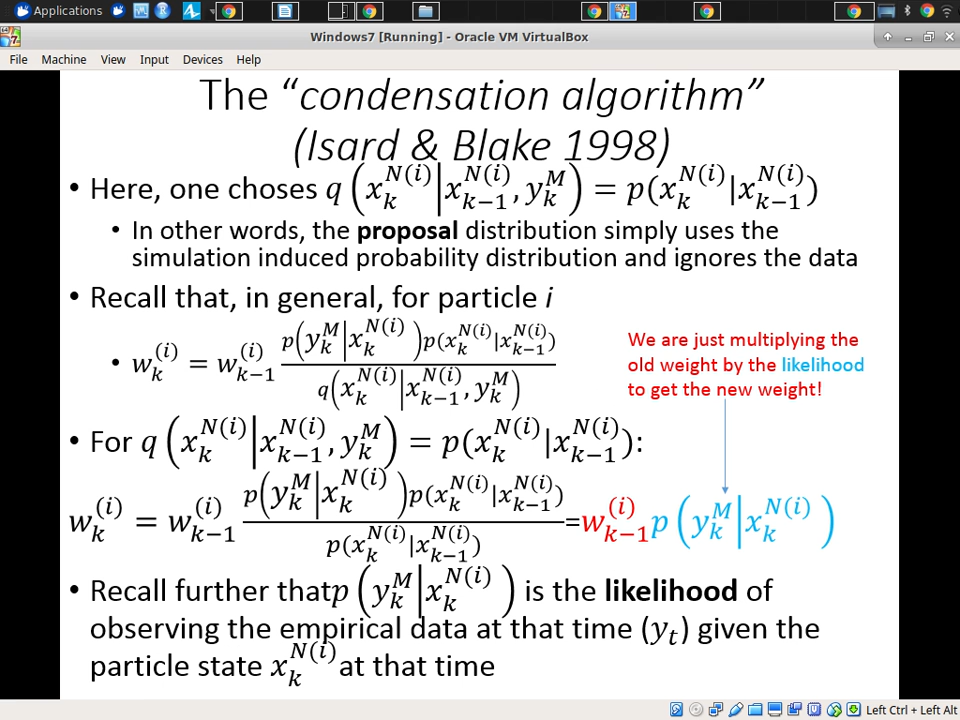 Applications
Windows7 [Running] - Oracle VM VirtualBox
File Machine View Input Devices Help
The “condensation algorithm”
(Isard & Blake 1998)
• Here, one choses q(x_k^{N(i)}|x_{k-1}^{N(i)}, y_k^M) = p(x_k^{N(i)}|x_{k-1}^{N(i)})
• In other words, the proposal distribution simply uses the
simulation induced probability distribution and ignores the data
• Recall that, in general, for particle i
• w_k^{(i)} = w_{k-1}^{(i)} \frac{p(y_k^M|x_k^{N(i)})p(x_k^{N(i)}|x_{k-1}^{N(i)})}{q(x_k^{N(i)}|x_{k-1}^{N(i)}, y_k^M)}
We are just multiplying the
old weight by the likelihood
to get the new weight!
• For q(x_k^{N(i)}|x_{k-1}^{N(i)}, y_k^M) = p(x_k^{N(i)}|x_{k-1}^{N(i)}):
w_k^{(i)} = w_{k-1}^{(i)} \frac{p(y_k^M|x_k^{N(i)})p(x_k^{N(i)}|x_{k-1}^{N(i)})}{p(x_k^{N(i)}|x_{k-1}^{N(i)})}=w_{k-1}^{(i)}p(y_k^M|x_k^{N(i)})
• Recall further thatp(y_k^M|x_k^{N(i)}) is the likelihood of
observing the empirical data at that time (y_t) given the
particle state x_k^{N(i)}at that time
Left Ctrl + Left Alt